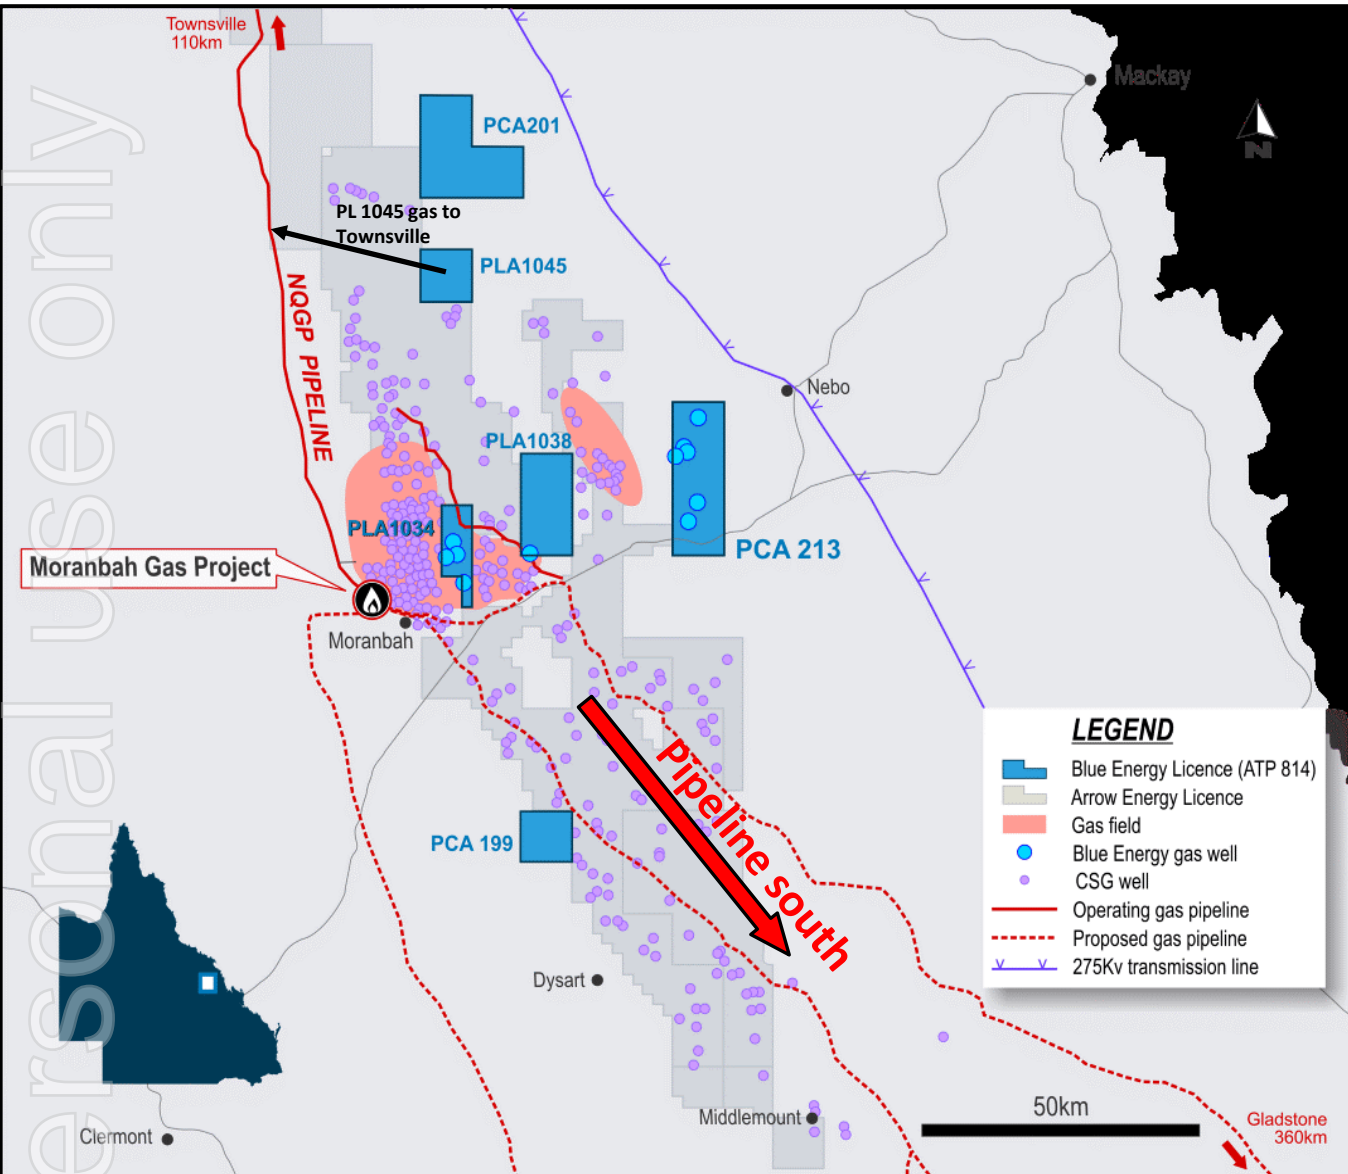 Townsville
110km
Mackay
N
PCA201
PL 1045 gas to
Townsville
PLA1045
NQGP PIPELINE
Nebo
PLA1038
PLA1034
PCA 213
Moranbah Gas Project
Moranbah
Pipeline south
PCA 199
Dysart
Middlemount
Clermont
LEGEND
Blue Energy Licence (ATP 814)
Arrow Energy Licence
Gas field
Blue Energy gas well
CSG well
Operating gas pipeline
Proposed gas pipeline
275Kv transmission line
50km
Gladstone
360km
ersonal use only